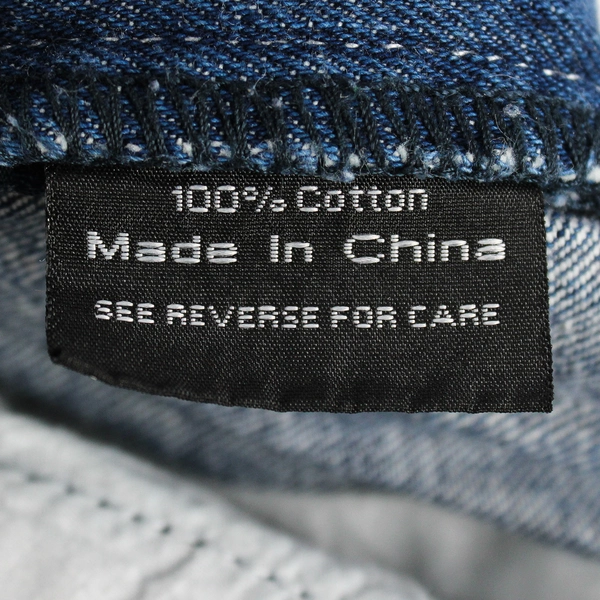 100% Cotton
Made In China
SEE REVERSE FOR CARE